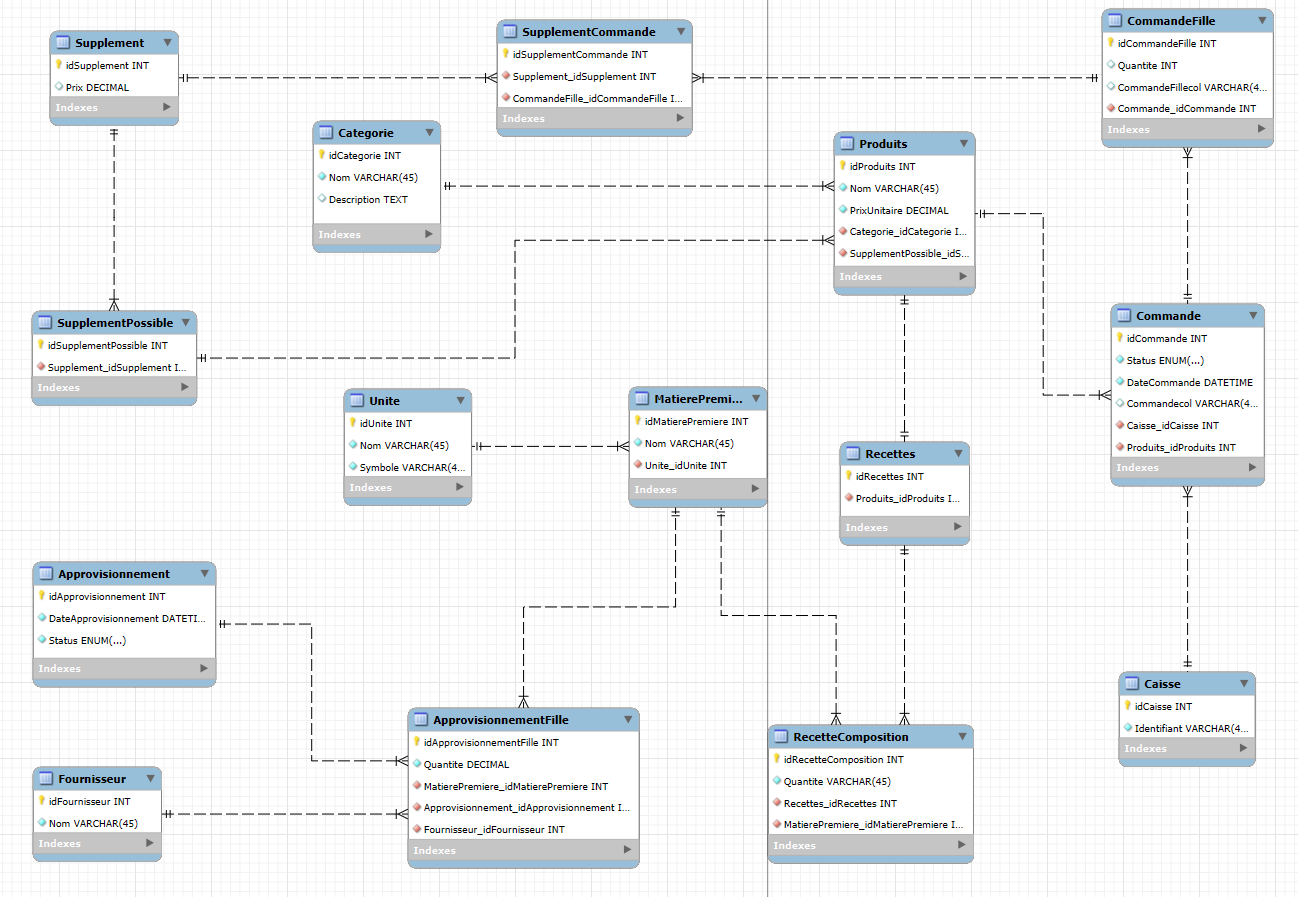 Supplement
idSupplement INT
Prix DECIMAL
Indexes
SupplementCommande
idSupplementCommande INT
Supplement_idSupplement INT
CommandeFille_idCommandeFille I...
Indexes
CommandeFille
idCommandeFille INT
Quantite INT
CommandeFillecol VARCHAR(4...
Commande_idCommande INT
Indexes
Categorie
idCategorie INT
Nom VARCHAR(45)
Description TEXT
Indexes
Produits
idProduits INT
Nom VARCHAR(45)
PrixUnitaire DECIMAL
Categorie_idCategorie I...
SupplementPossible_idS...
Indexes
SupplementPossible
idSupplementPossible INT
Supplement_idSupplement I...
Indexes
Commande
idCommande INT
Status ENUM(...)
DateCommande DATETIME
Commandecol VARCHAR(4...
Caisse_idCaisse INT
Produits_idProduits INT
Indexes
Unite
idUnite INT
Nom VARCHAR(45)
Symbole VARCHAR(4...
Indexes
MatierePremi...
idMatierePremiere INT
Nom VARCHAR(45)
Unite_idUnite INT
Indexes
Recettes
idRecettes INT
Produits_idProduits I...
Indexes
Approvisionnement
idApprovisionnement INT
DateApprovisionnement DATETI...
Status ENUM(...)
Indexes
Caisse
idCaisse INT
Identifiant VARCHAR(4...
Indexes
ApprovisionnementFille
idApprovisionnementFille INT
Quantite DECIMAL
MatierePremiere_idMatierePremiere INT
Approvisionnement_idApprovisionnement I...
Fournisseur_idFournisseur INT
Indexes
RecetteComposition
idRecetteComposition INT
Quantite VARCHAR(45)
Recettes_idRecettes INT
MatierePremiere_idMatierePremiere I...
Indexes
Fournisseur
idFournisseur INT
Nom VARCHAR(45)
Indexes